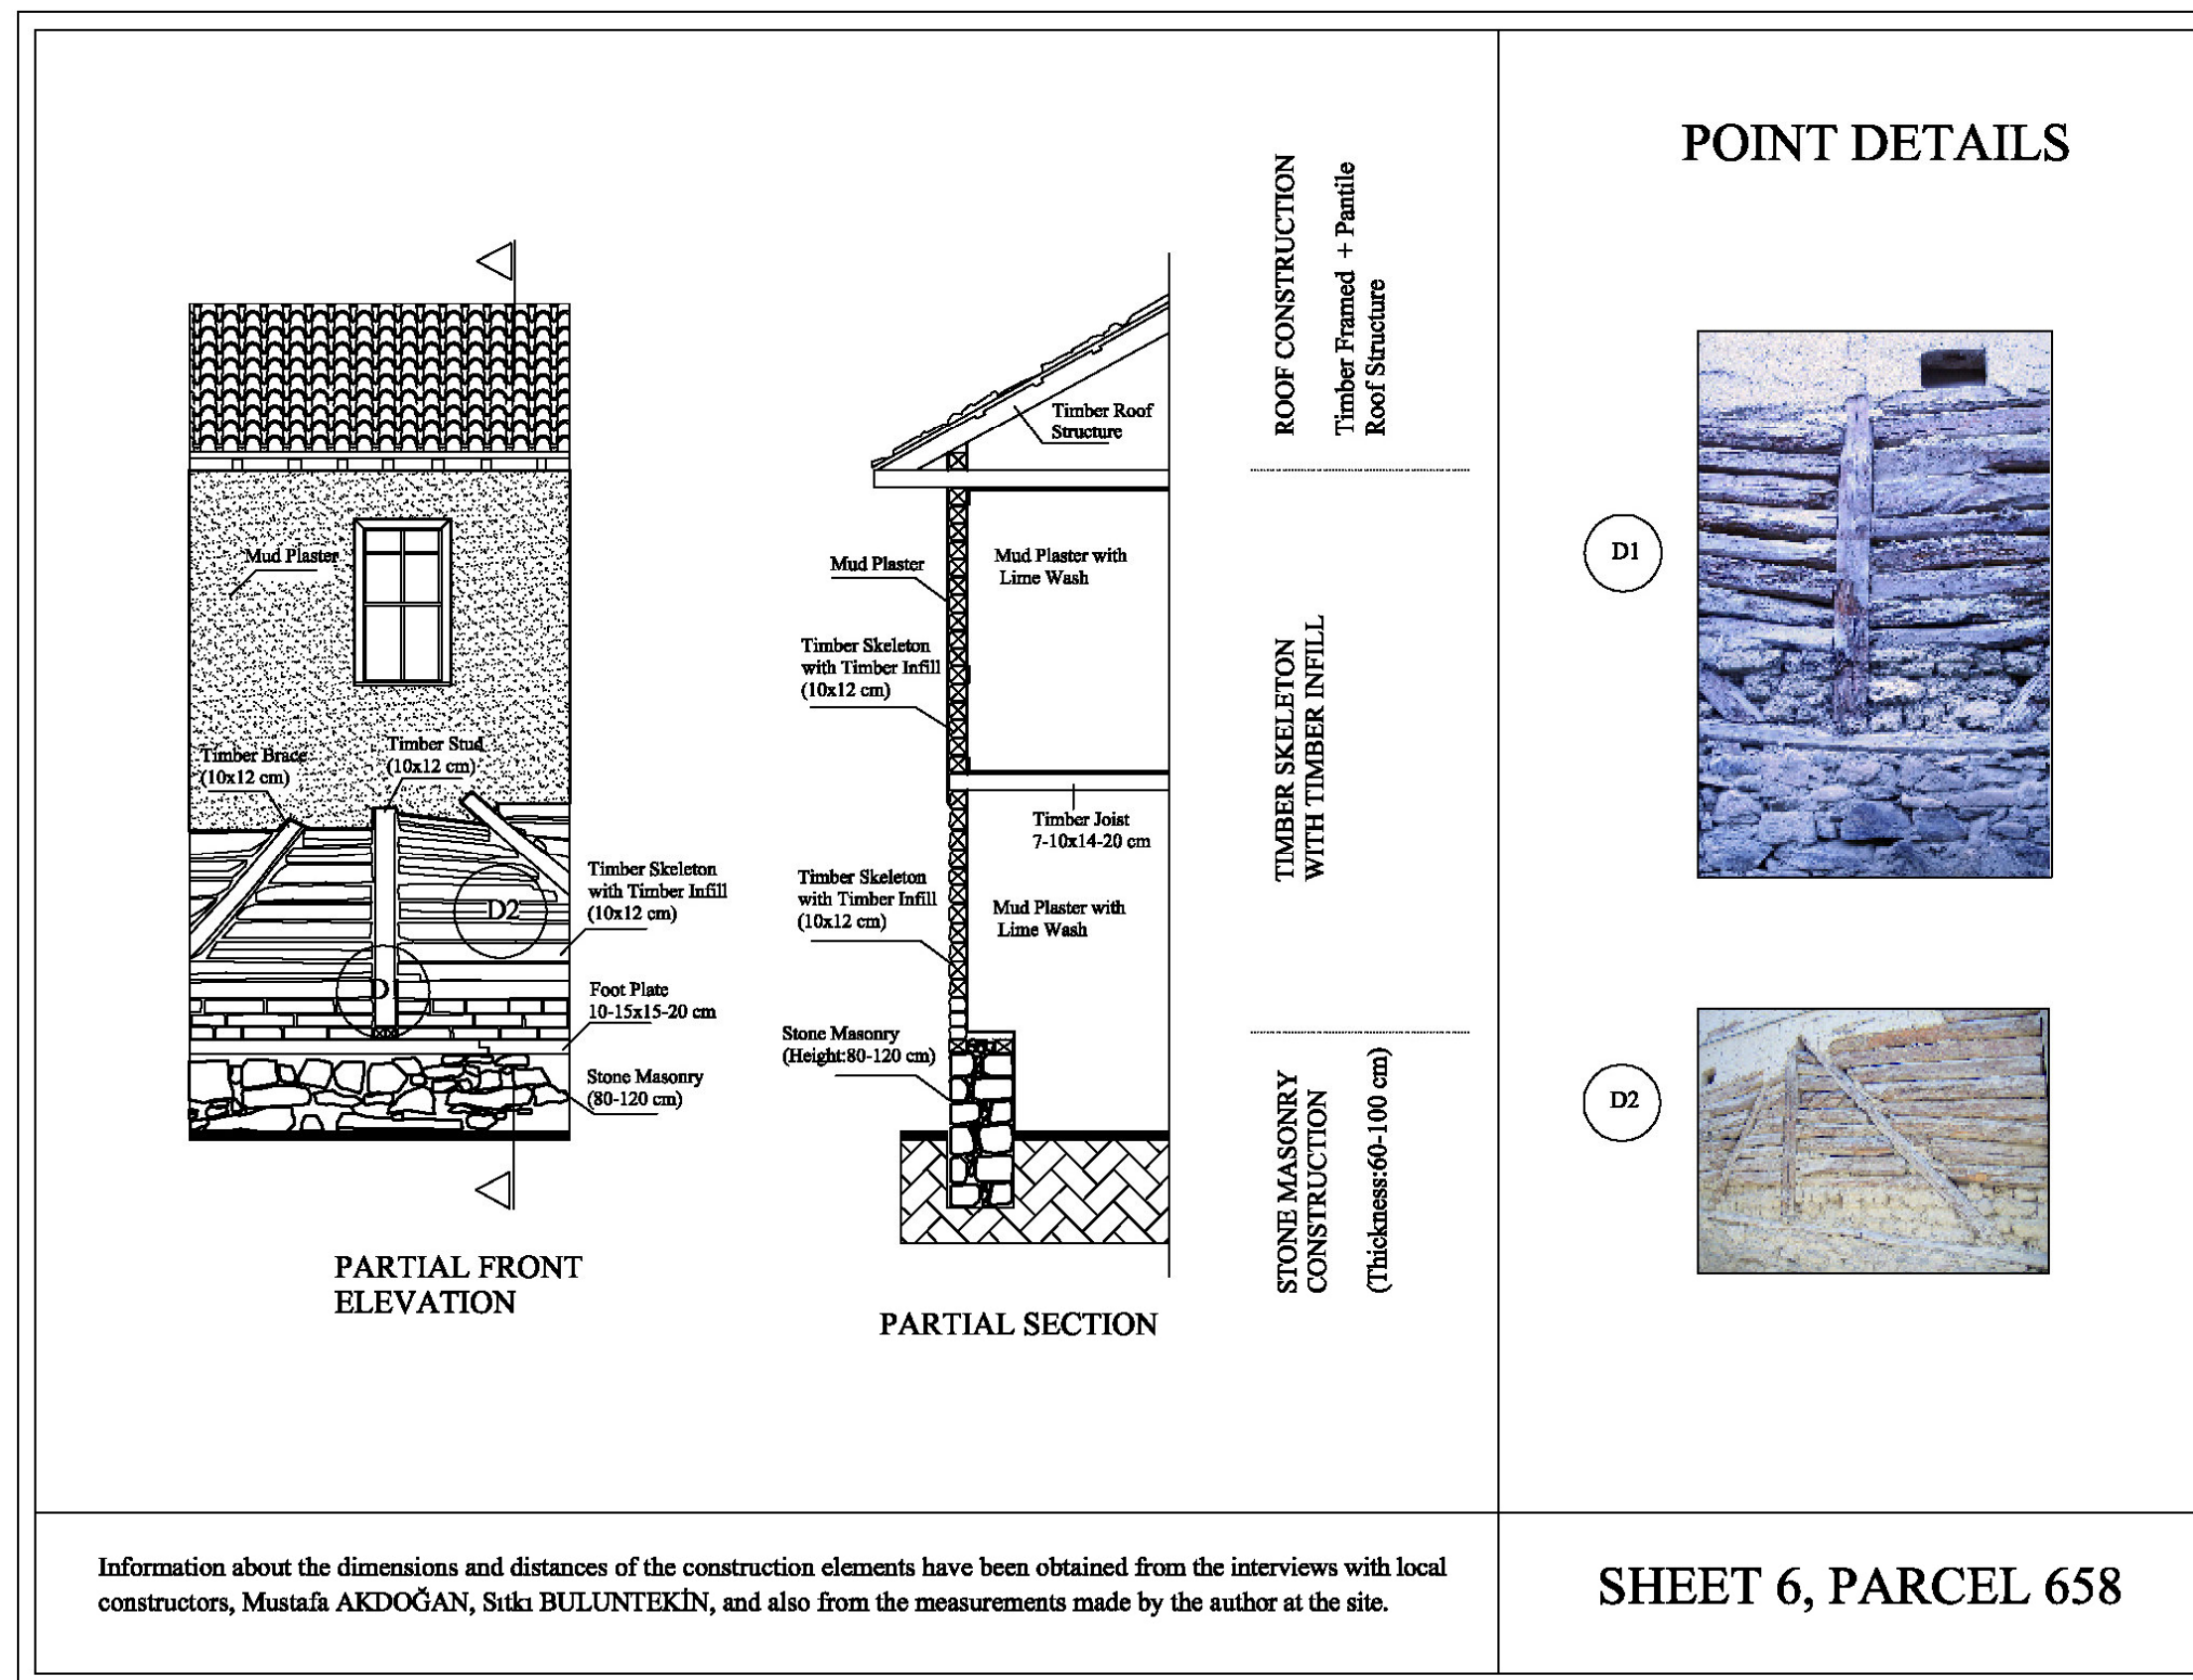 POINT DETAILS
ROOF CONSTRUCTION
Timber Framed + Pantile
Roof Structure
Timber Roof
Structure
Mud Plaster
Mud Plaster
Mud Plaster with
Lime Wash
D1
Timber Skeleton
with Timber Infill
(10x12 cm)
TIMBER SKELETON
WITH TIMBER INFILL
Timber Brace
(10x12 cm)
Timber Stud
(10x12 cm)
Timber Joist
7-10x14-20 cm
Timber Skeleton
with Timber Infill
(10x12 cm)
Timber Skeleton
with Timber Infill
(10x12 cm)
D2
Mud Plaster with
Lime Wash
D
Foot Plate
10-15x15-20 cm
Stone Masonry
(Height:80-120 cm)
Stone Masonry
(80-120 cm)
STONE MASONRY
CONSTRUCTION
(Thickness:60-100 cm)
D2
PARTIAL FRONT
ELEVATION
PARTIAL SECTION
Information about the dimensions and distances of the construction elements have been obtained from the interviews with local
constructors, Mustafa AKDOĞAN, Sıtkı BULUNTEKİN, and also from the measurements made by the author at the site.
SHEET 6, PARCEL 658